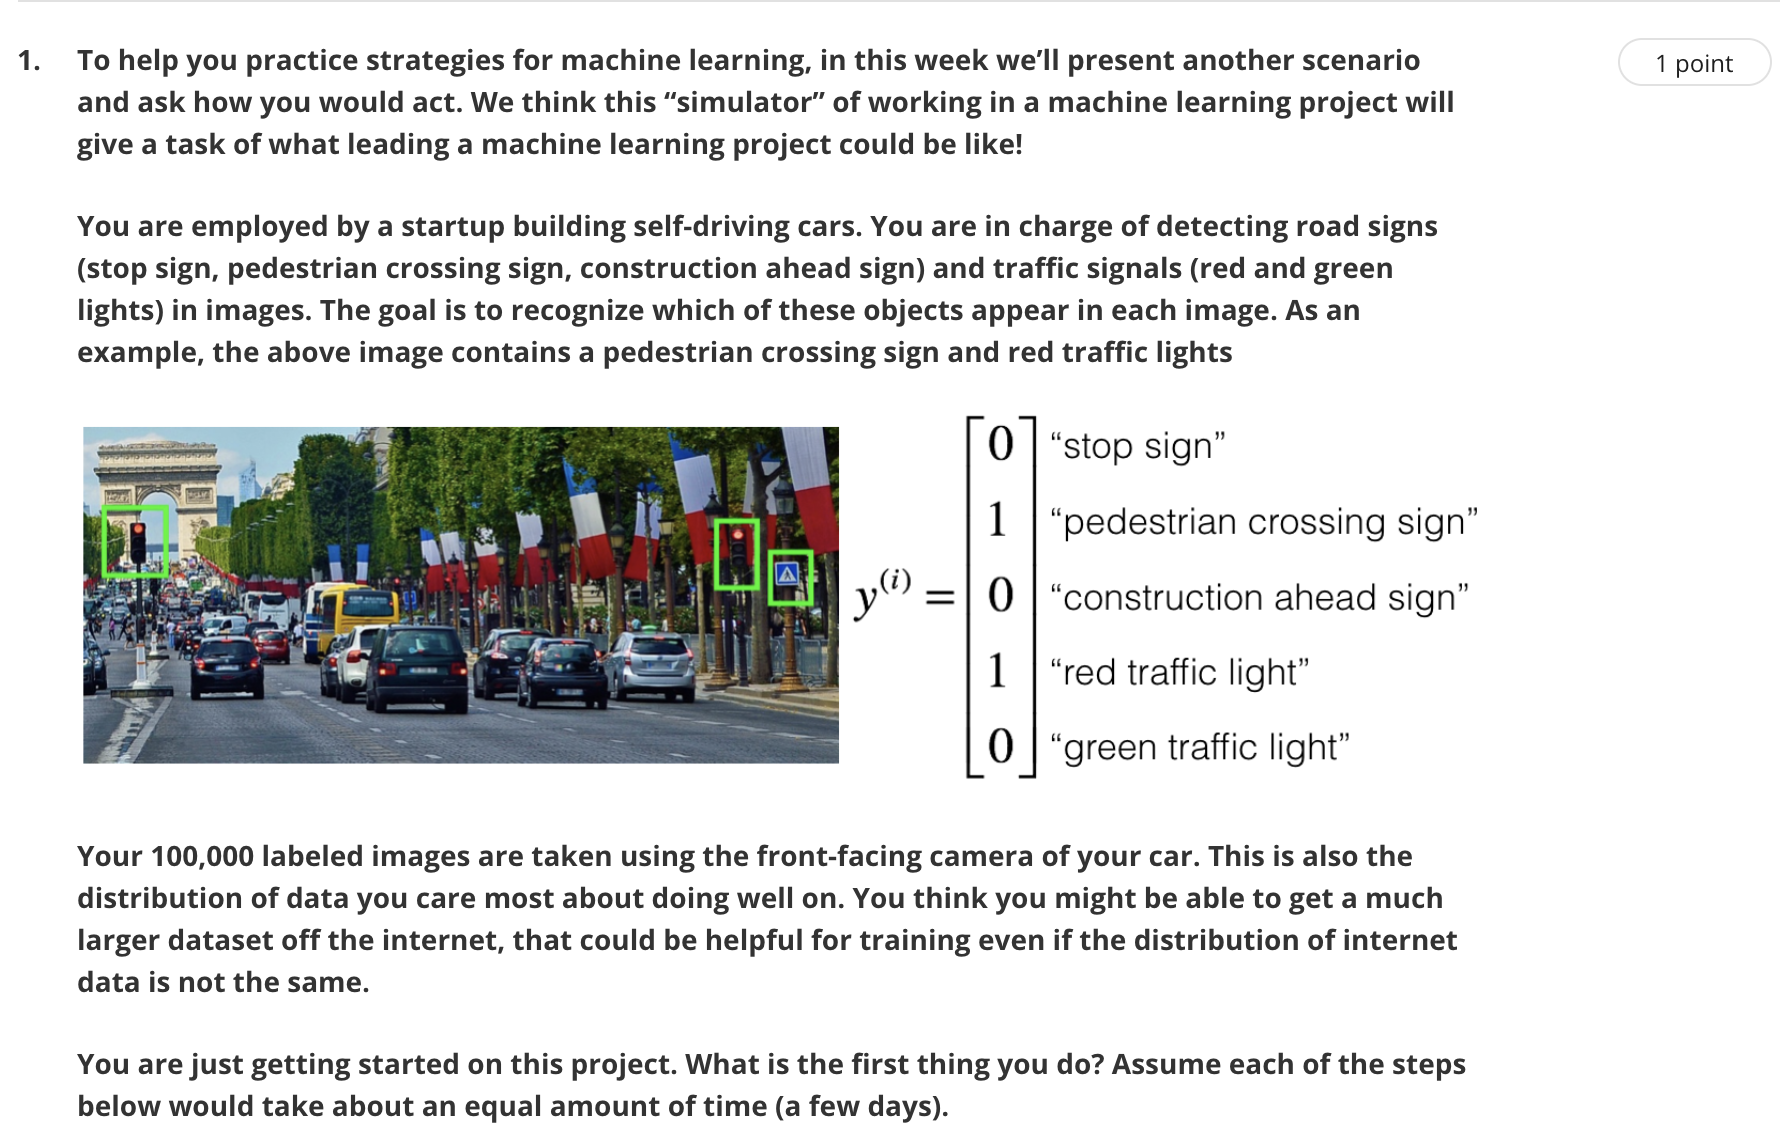 1. To help you practice strategies for machine learning, in this week we’ll present another scenario
1 point
and ask how you would act. We think this “simulator” of working in a machine learning project will
give a task of what leading a machine learning project could be like!
You are employed by a startup building self-driving cars. You are in charge of detecting road signs
(stop sign, pedestrian crossing sign, construction ahead sign) and traffic signals (red and green
lights) in images. The goal is to recognize which of these objects appear in each image. As an
example, the above image contains a pedestrian crossing sign and red traffic lights
y(i) =
0 “stop sign”
1 “pedestrian crossing sign”
0 “construction ahead sign”
1 “red traffic light”
0 “green traffic light”
Your 100,000 labeled images are taken using the front-facing camera of your car. This is also the
distribution of data you care most about doing well on. You think you might be able to get a much
larger dataset off the internet, that could be helpful for training even if the distribution of internet
data is not the same.
You are just getting started on this project. What is the first thing you do? Assume each of the steps
below would take about an equal amount of time (a few days).